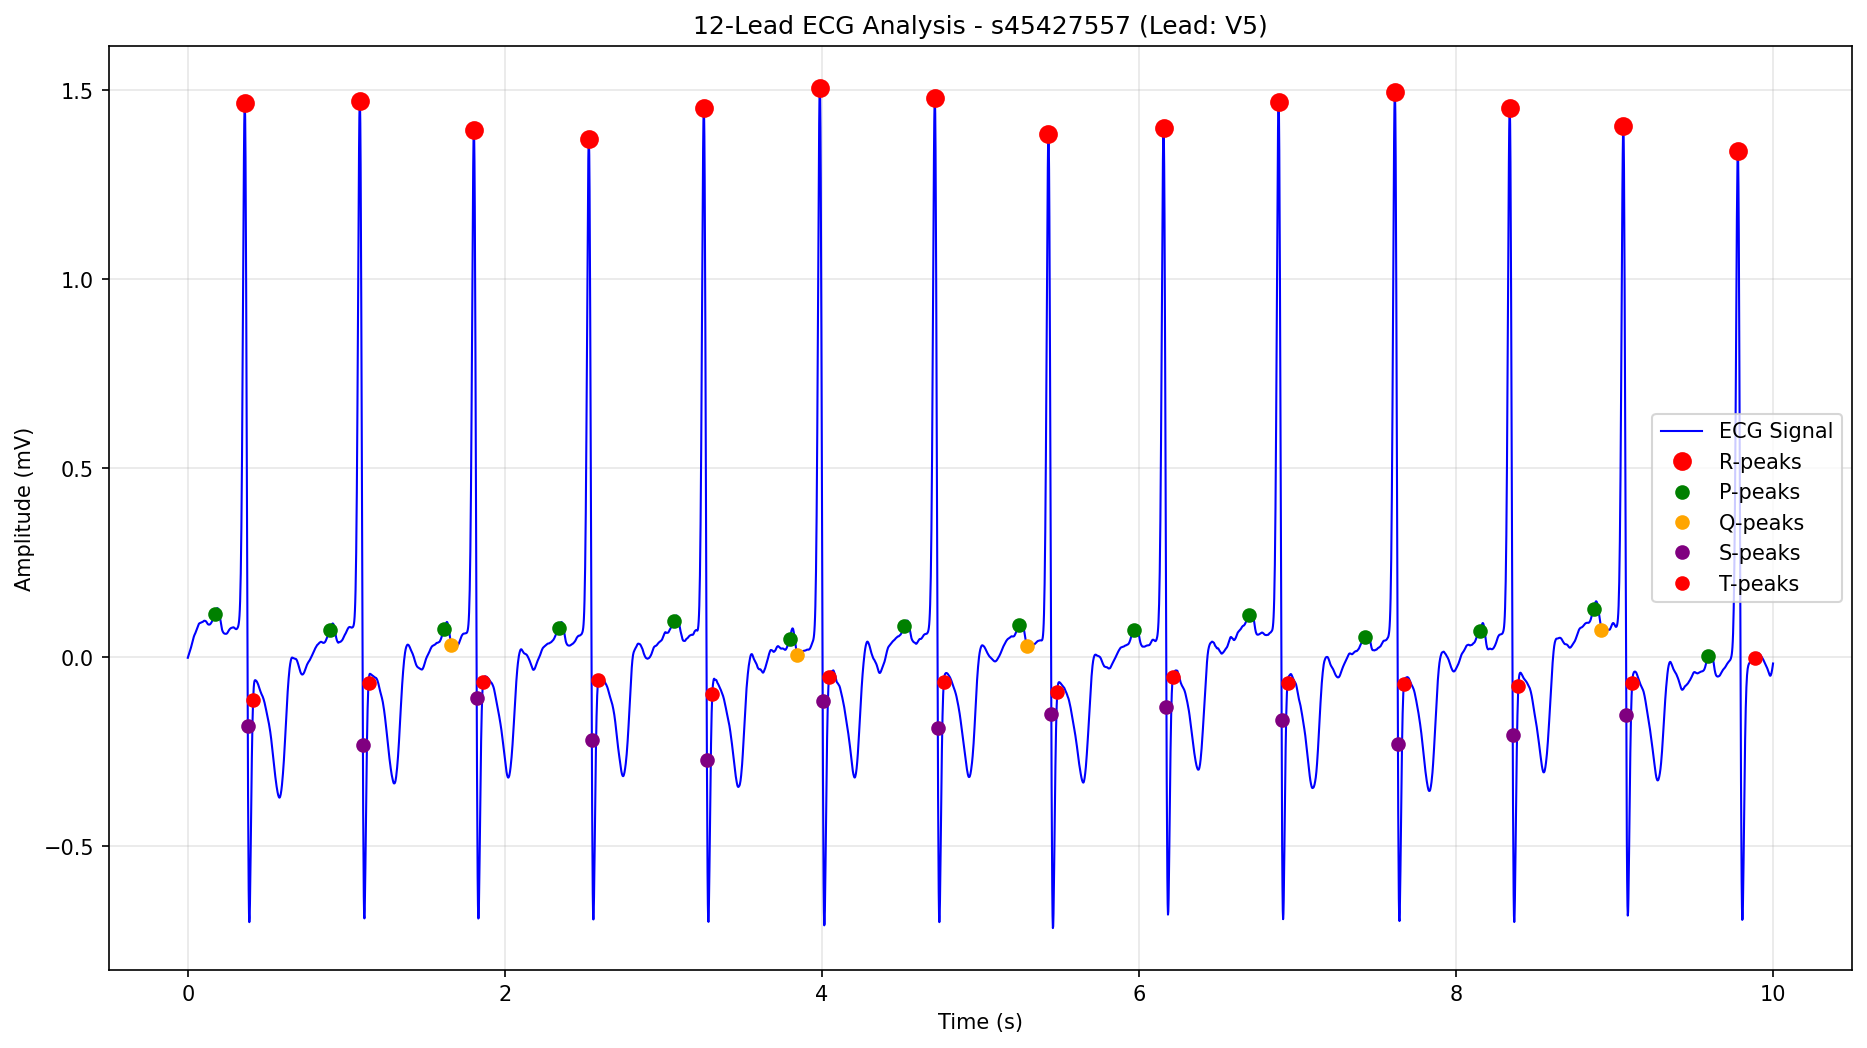 12-Lead ECG Analysis - s45427557 (Lead: V5)
1.5
1.0
0.5
0.0
−0.5
Amplitude (mV)
ECG Signal
R-peaks
P-peaks
Q-peaks
S-peaks
T-peaks
0 2 4 6 8 10
Time (s)